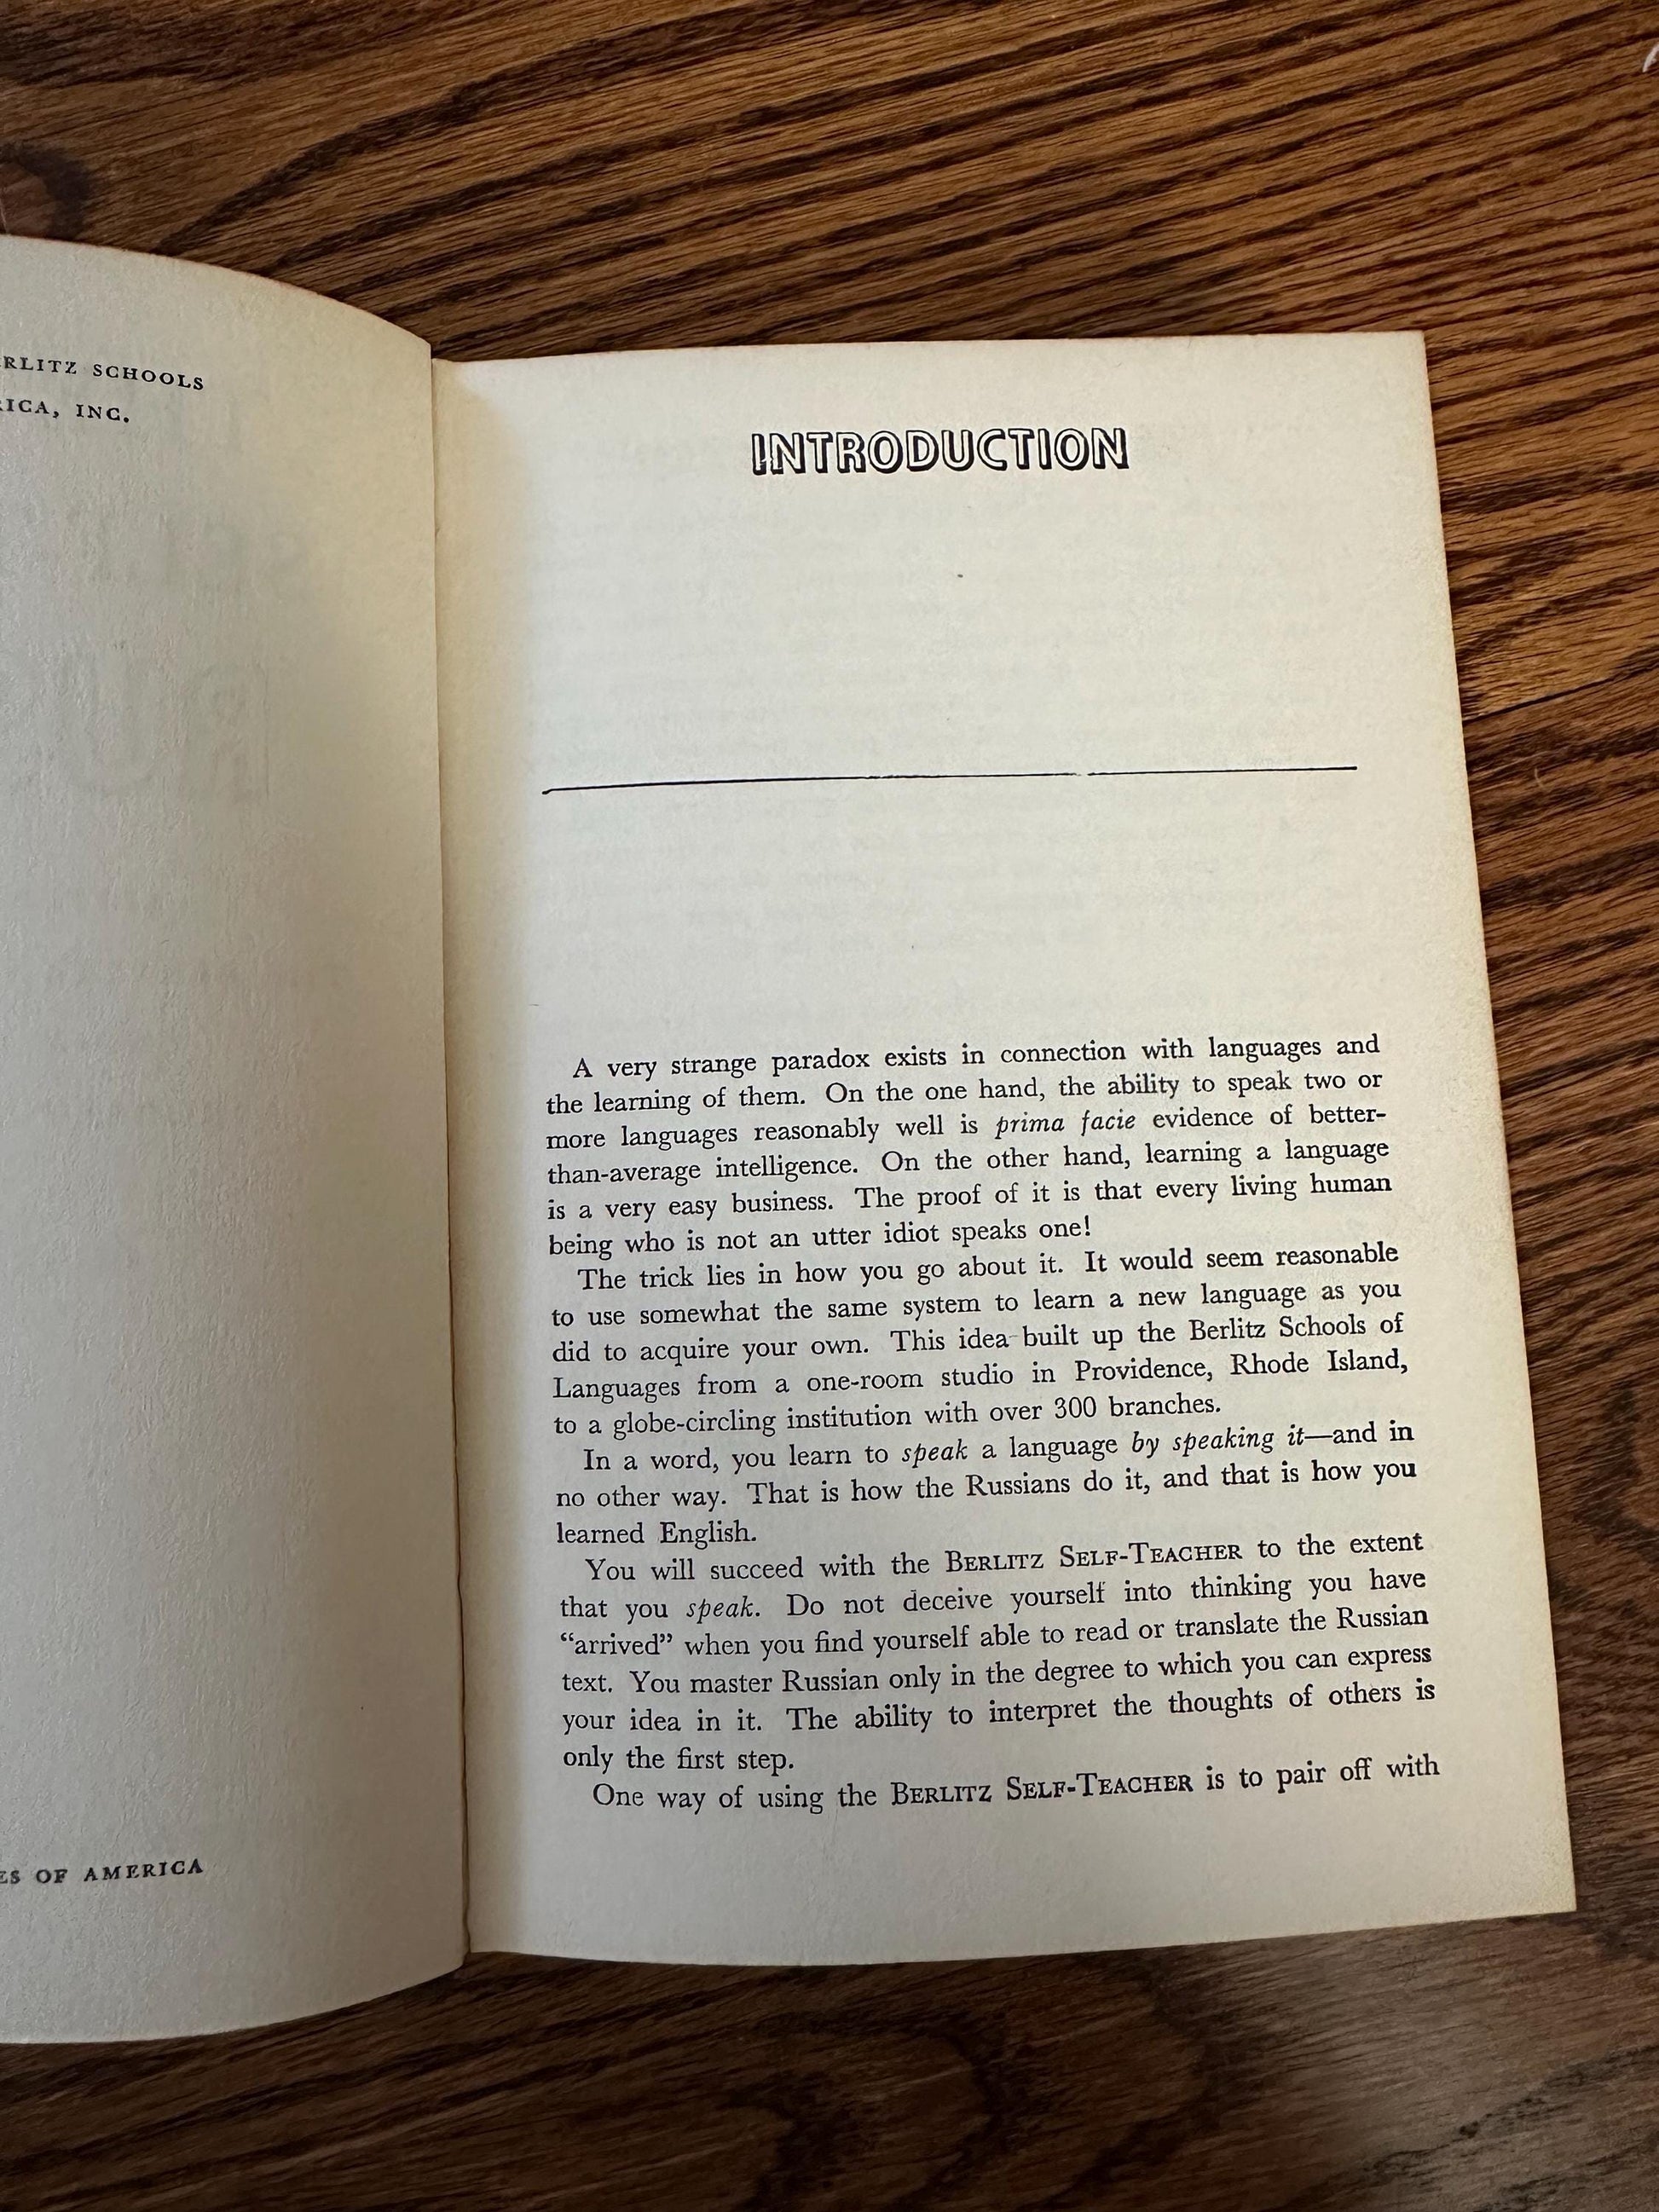 RLITZ SCHOOLS
ICA, INC.
ES OF AMERICA
INTRODUCTION
A very strange paradox exists in connection with languages and
the learning of them. On the one hand, the ability to speak two or
more languages reasonably well is prima facie evidence of better-
than-average intelligence. On the other hand, learning a language
is a very easy business. The proof of it is that every living human
being who is not an utter idiot speaks one!
The trick lies in how you go about it. It would seem reasonable
to use somewhat the same system to learn a new language as you
did to acquire your own. This idea built up the Berlitz Schools of
Languages from a one-room studio in Providence, Rhode Island,
to a globe-circling institution with over 300 branches.
In a word, you learn to speak a language by speaking it—and in
no other way. That is how the Russians do it, and that is how you
learned English.
You will succeed with the BERLITZ SELF-TEACHER to the extent
that you speak. Do not deceive yourself into thinking you have
“arrived” when you find yourself able to read or translate the Russian
text. You master Russian only in the degree to which you can express
your idea in it. The ability to interpret the thoughts of others is
only the first step.
One way of using the BERLITZ SELF-TEACHER is to pair off with